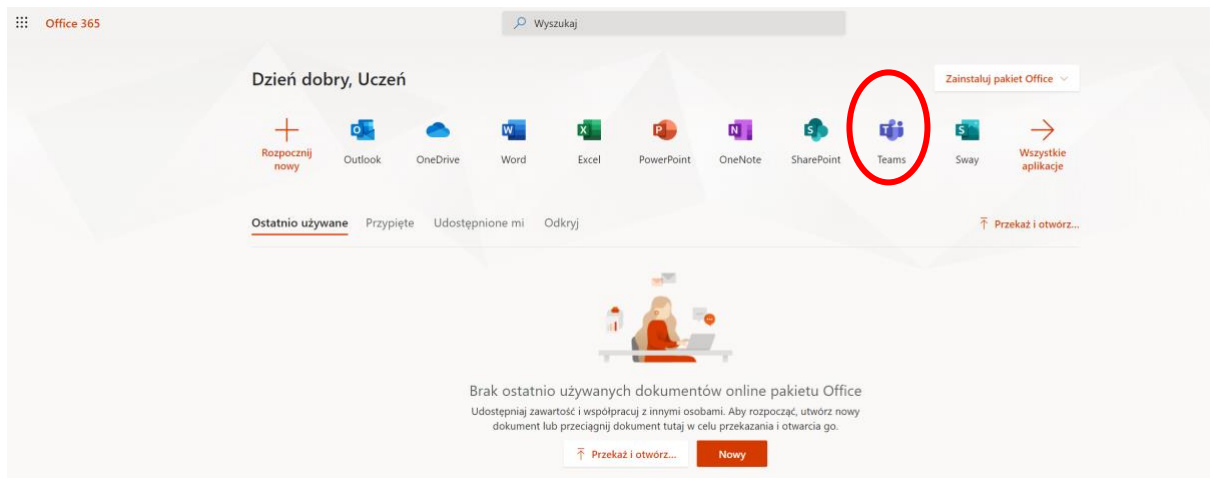 Office 365
Wyszukaj
Dzień dobry, Uczeń
Zainstaluj pakiet Office
Rozpocznij
nowy
Outlook
OneDrive
Word
Excel
PowerPoint
OneNote
SharePoint
Teams
Sway
Wszystkie
aplikacje
Ostatnio używane Przypięte Udostępnione mi Odkryj
Przekaż i otwórz...
Brak ostatnio używanych dokumentów online pakietu Office
Udostępniaj zawartość i współpracuj z innymi osobami. Aby rozpocząć, utwórz nowy
dokument lub przeciągnij dokument tutaj w celu przekazania i otwarcia go.
Przekaż i otwórz...
Nowy